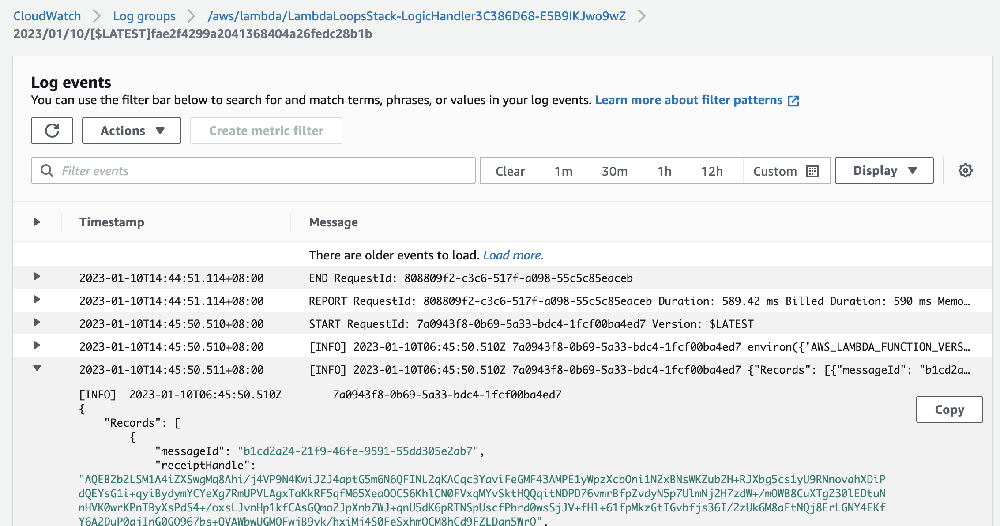 CloudWatch
Log groups
/aws/lambda/LambdaLoopsStack-LogicHandler3C386D68-E5B9IKJwo9wZ
2023/01/10/[$LATEST]fae2f4299a2041368404a26fedc28b1b
Log events
You can use the filter bar below to search for and match terms, phrases, or values in your log events. Learn more about filter patterns
Actions
Create metric filter
Filter events
Clear 1m 30m 1h 12h Custom
Display
Timestamp Message
There are older events to load. Load more.
2023-01-10T14:44:51.114+08:00 END RequestId: 808809f2-c3c6-517f-a098-55c5c85eaceb
2023-01-10T14:44:51.114+08:00 REPORT RequestId: 808809f2-c3c6-517f-a098-55c5c85eaceb Duration: 589.42 ms Billed Duration: 590 ms Memo…
2023-01-10T14:45:50.510+08:00 START RequestId: 7a0943f8-0b69-5a33-bdc4-1fcf00ba4ed7 Version: $LATEST
2023-01-10T14:45:50.510+08:00 [INFO] 2023-01-10T06:45:50.510Z 7a0943f8-0b69-5a33-bdc4-1fcf00ba4ed7 environ({'AWS_LAMBDA_FUNCTION_VERS…
2023-01-10T14:45:50.511+08:00 [INFO] 2023-01-10T06:45:50.510Z 7a0943f8-0b69-5a33-bdc4-1fcf00ba4ed7 {"Records": [{"messageId": "b1cd2a…
[INFO] 2023-01-10T06:45:50.510Z 7a0943f8-0b69-5a33-bdc4-1fcf00ba4ed7
Copy
{
"Records": [
{
"messageId": "b1cd2a24-21f9-46fe-9591-55dd305e2ab7",
"receiptHandle":
"AQEB2b2LSM1A4iZXSwgMq8Ahi/j4VP9N4KwiJ2J4aptG5m6N6QFINL2qKACqc3YaviFeGMF43AMPE1yWpzXcbOni1N2xBNsWKZub2H+RJXbg5cs1yU9RNnovahXDiP
dQEYsG1i+qyiBydymYCYeXg7RmUPVLAgxTaKkRF5qfM65XeaOOC56KhlCN0FVxqMYvSktHQQqitNDPD76vmrBfpZvdyN5p7UlmNj2H7zdW+/mOWB8CuXTg230lEDtuN
nHVK0wrKPnTByXsPdS4+/oxsLJvnHp1kfCAsGQmo2JpXnb7WJ+qnU5dK6pRTNSpUscfPhrd0wsSjJV+fHl+61fpMkzGtIGvbfjs36I/2zUk6M8aFtNQj8ErLGNY4EKf
Y6A2DuP0ajInG0GO967bs+QVAWbwUGMOFwjB9vk/hxiMj4S0FeSxhmQCM8hCd9FZLDqn5WrO",